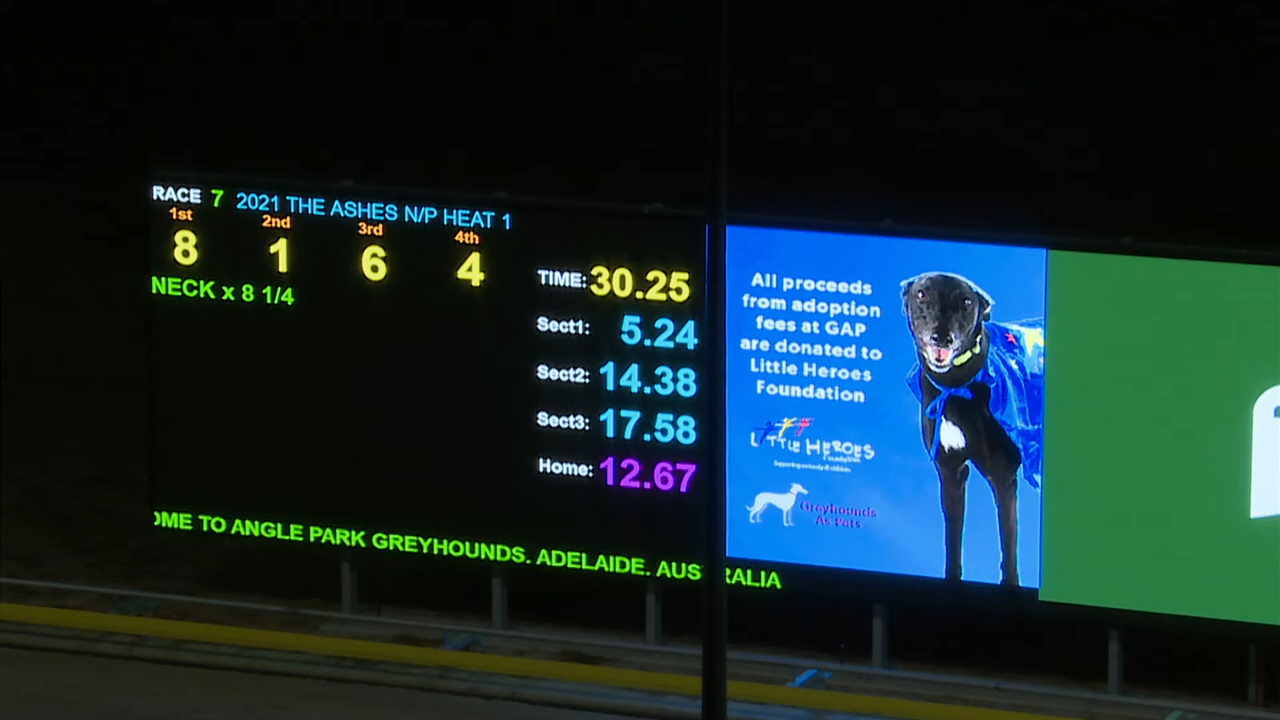 RACE 7 2021 THE ASHES N/P HEAT 1
1st 2nd 3rd 4th
8 1 6 4
NECK x 8 1/4
TIME: 30.25
Sect1: 5.24
Sect2: 14.38
Sect3: 17.58
Home: 12.67
OME TO ANGLE PARK GREYHOUNDS. ADELAIDE. AUS RALIA
All proceeds
from adoption
fees at GAP
are donated to
Little Heroes
Foundation
LITTLE HEROES
Foundation
Greyhounds
As Pets